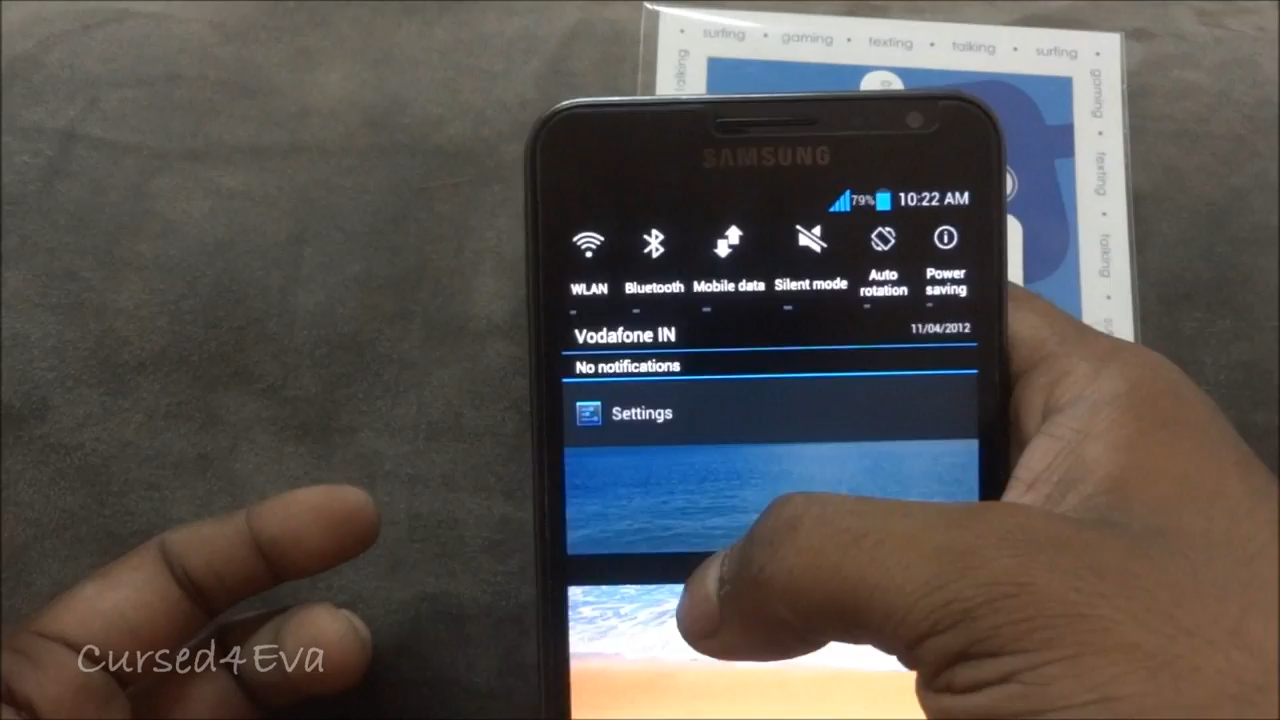 surfing • gaming • texting • talking • surfing •
talking
gaming • texting • talking •
SAMSUNG
79% 10:22 AM
WLAN
Bluetooth
Mobile data
Silent mode
Auto
rotation
Power
saving
Vodafone IN
11/04/2012
No notifications
Settings
Cursed4Eva